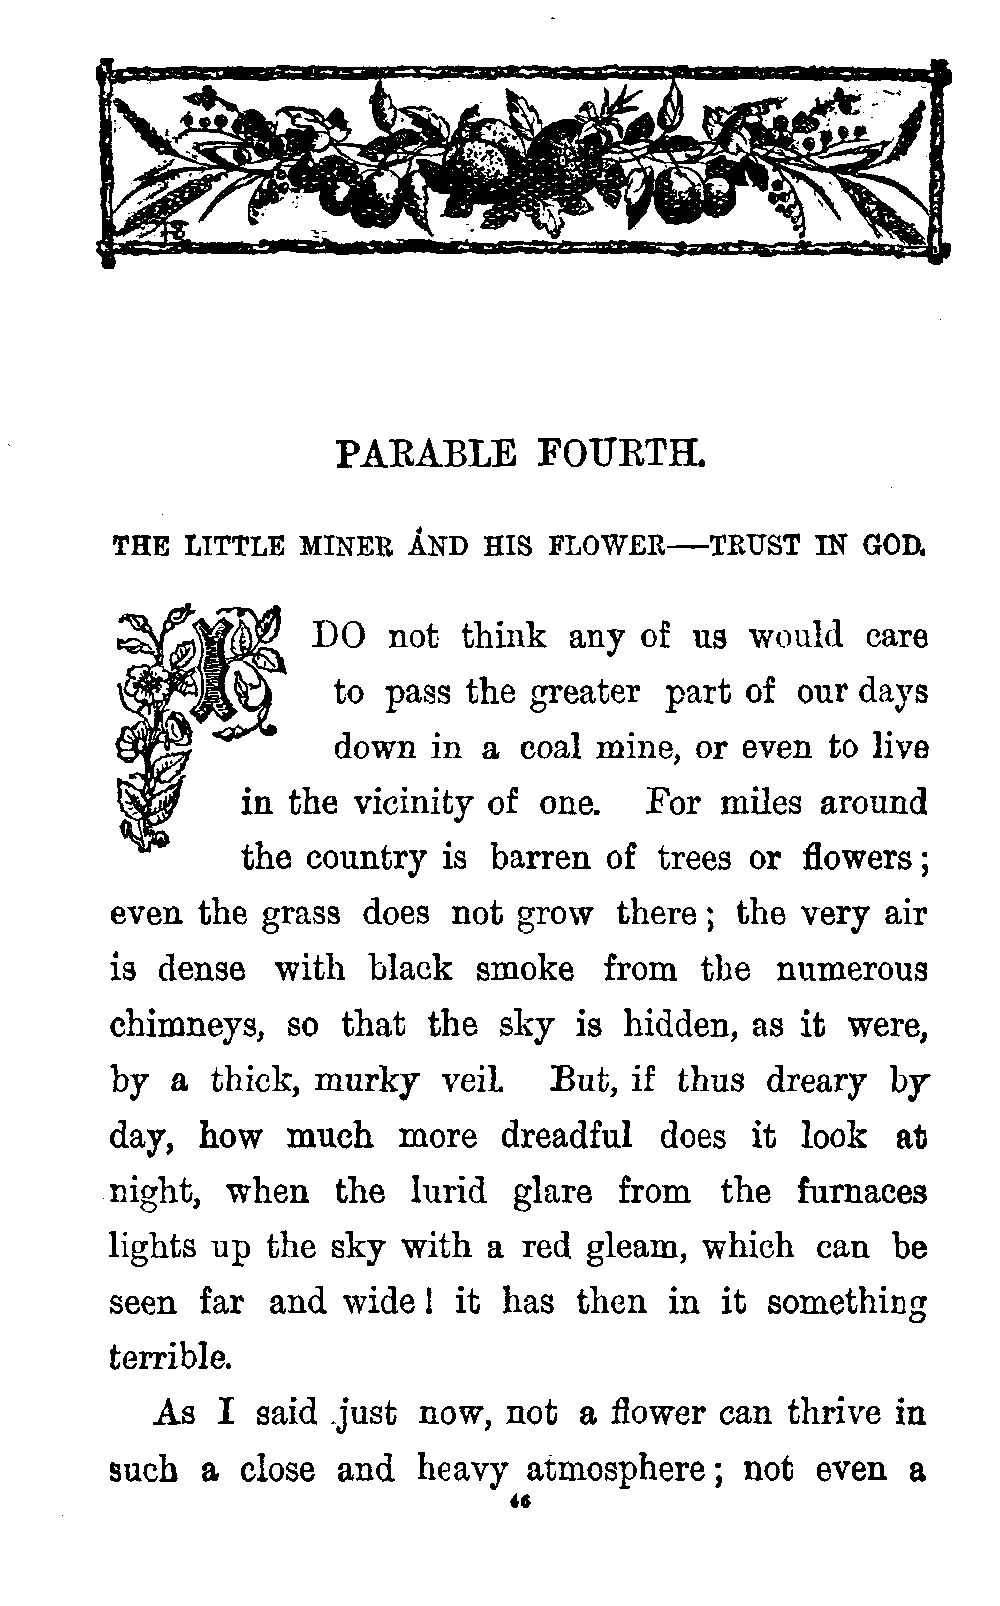 PARABLE FOURTH.
THE LITTLE MINER AND HIS FLOWER—TRUST IN GOD.
I DO not think any of us would care
to pass the greater part of our days
down in a coal mine, or even to live
in the vicinity of one. For miles around
the country is barren of trees or flowers;
even the grass does not grow there; the very air
is dense with black smoke from the numerous
chimneys, so that the sky is hidden, as it were,
by a thick, murky veil. But, if thus dreary by
day, how much more dreadful does it look at
night, when the lurid glare from the furnaces
lights up the sky with a red gleam, which can be
seen far and wide! it has then in it something
terrible.
As I said just now, not a flower can thrive in
such a close and heavy atmosphere; not even a
46